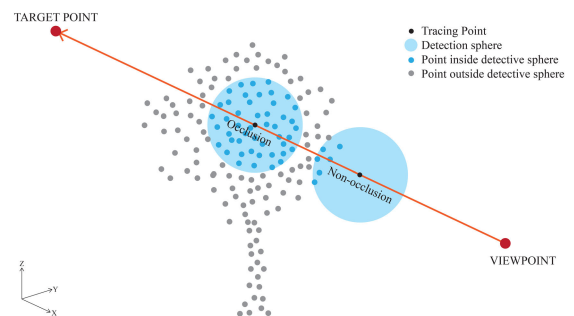 TARGET POINT
Tracing Point
Detection sphere
Point inside detective sphere
Point outside detective sphere
Occlusion
Non-occlusion
VIEWPOINT
Z
Y
X